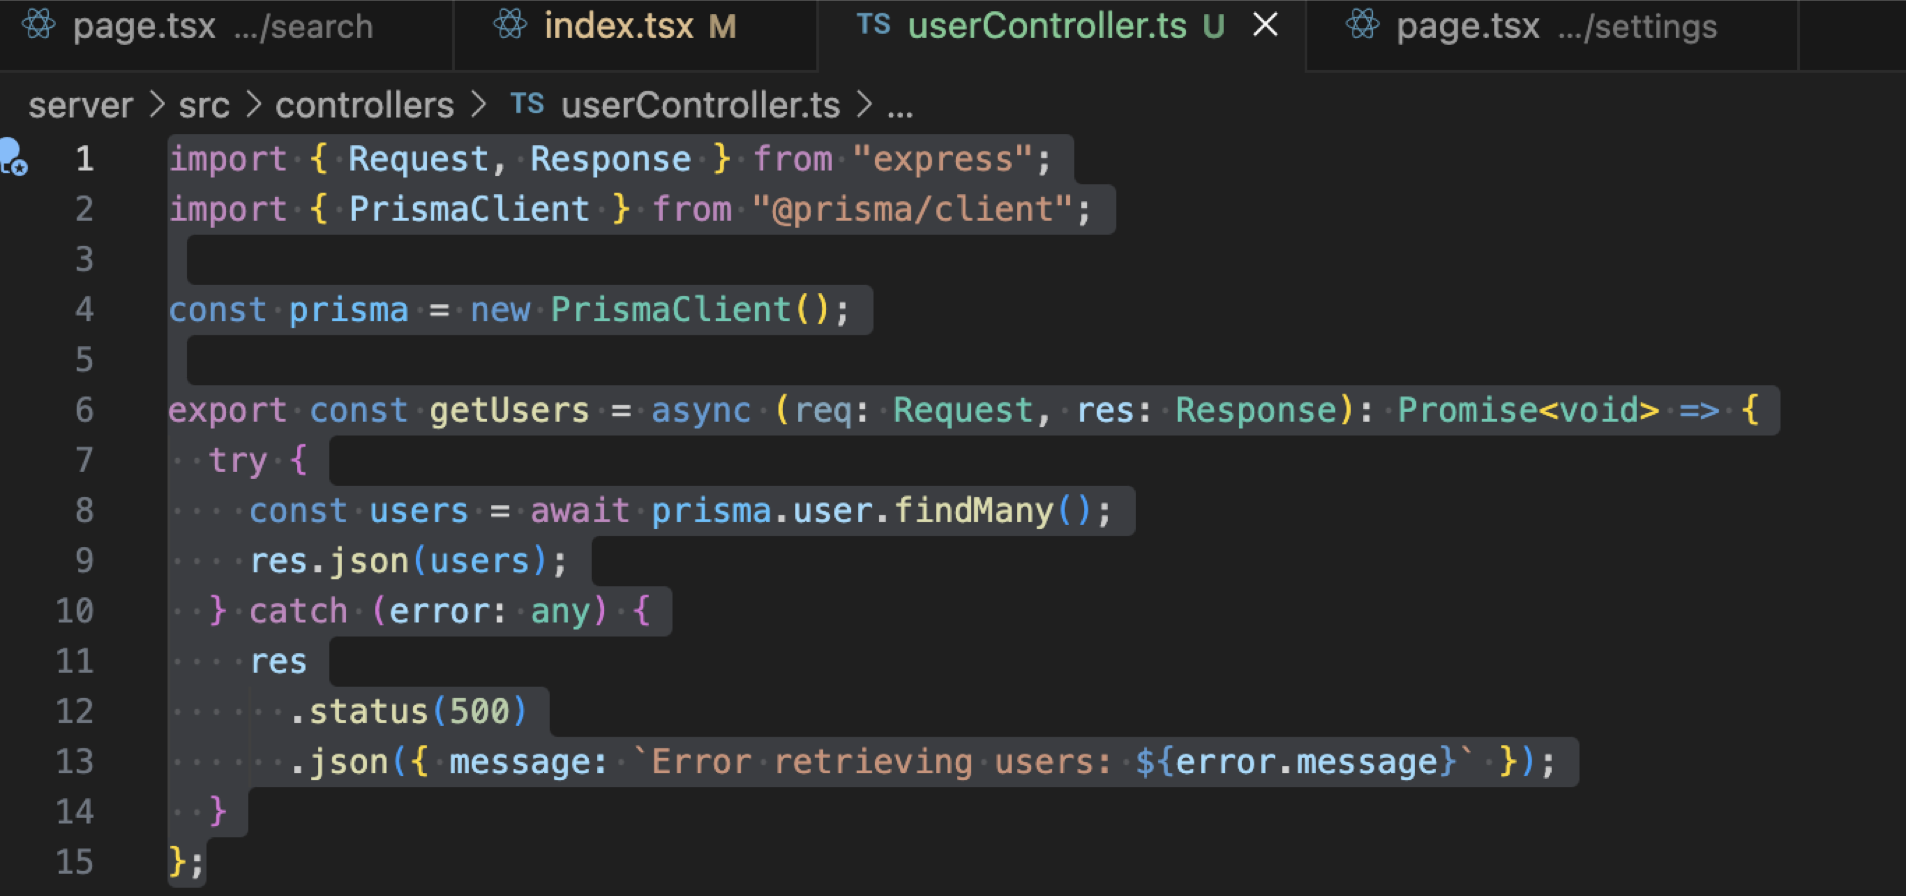 page.tsx .../search index.tsx M TS userController.ts U page.tsx .../settings
server > src > controllers > TS userController.ts > ...
1 import { Request, Response } from "express";
2 import { PrismaClient } from "@prisma/client";
3
4 const prisma = new PrismaClient();
5
6 export const getUsers = async (req: Request, res: Response): Promise<void> => {
7   try {
8     const users = await prisma.user.findMany();
9     res.json(users);
10   } catch (error: any) {
11     res
12       .status(500)
13       .json({ message: `Error retrieving users: ${error.message}` });
14   }
15 };